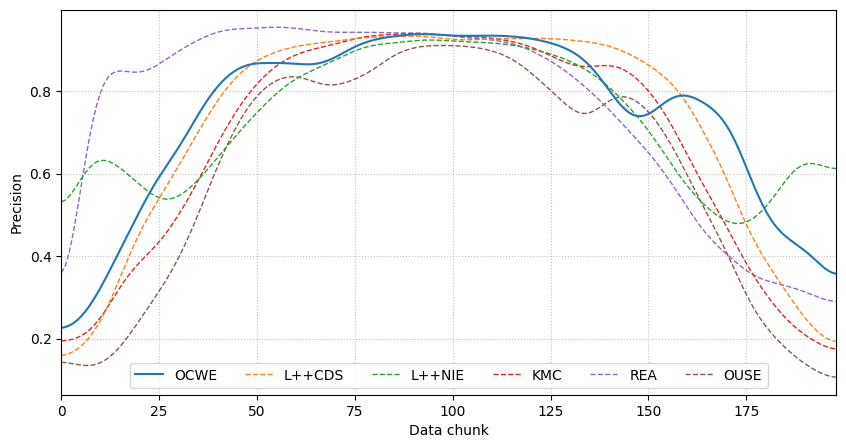 Precision
0.8
0.6
0.4
0.2
OCWE L++CDS L++NIE KMC REA OUSE
0 25 50 75 100 125 150 175
Data chunk